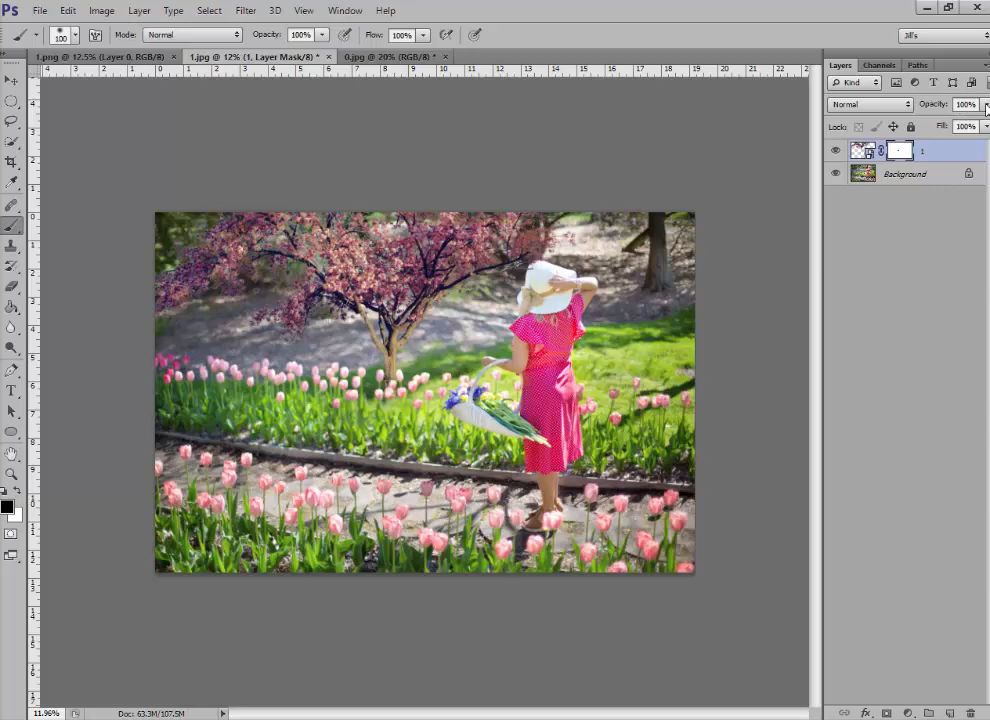 Ps File Edit Image Layer Type Select Filter 3D View Window Help
100 Mode: Normal Opacity: 100% Flow: 100% Jill's
1.png @ 12.5% (Layer 0, RGB/8) × 1.jpg @ 12% (1, Layer Mask/8) * × 0.jpg @ 20% (RGB/8) * ×
Layers Channels Paths
Kind
Normal Opacity: 100%
Lock: Fill: 100%
1
Background
11.96% Doc: 63.3M/107.5M